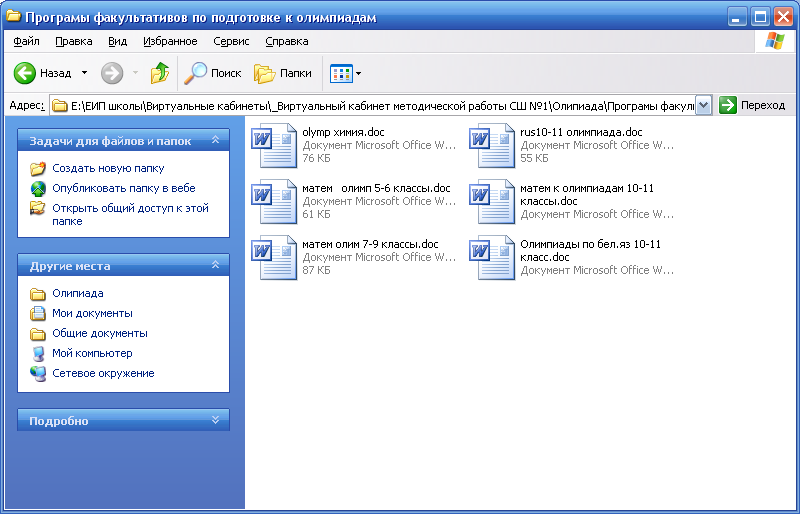 Програмы факультативов по подготовке к олимпиадам
Файл Правка Вид Избранное Сервис Справка
Назад Поиск Папки
Адрес: E:\ЕИП школы\Виртуальные кабинеты\_Виртуальный кабинет методической работы СШ №1\Олипиада\Програмы факул Переход
Задачи для файлов и папок
Создать новую папку
Опубликовать папку в вебе
Открыть общий доступ к этой
папке
Другие места
Олипиада
Мои документы
Общие документы
Мой компьютер
Сетевое окружение
Подробно
olymp химия.doc
Документ Microsoft Office W...
76 КБ
rus10-11 олимпиада.doc
Документ Microsoft Office W...
55 КБ
матем олимп 5-6 классы.doc
Документ Microsoft Office W...
61 КБ
матем к олимпиадам 10-11
классы.doc
Документ Microsoft Office W...
матем олим 7-9 классы.doc
Документ Microsoft Office W...
87 КБ
Олимпиады по бел.яз 10-11
класс.doc
Документ Microsoft Office W...